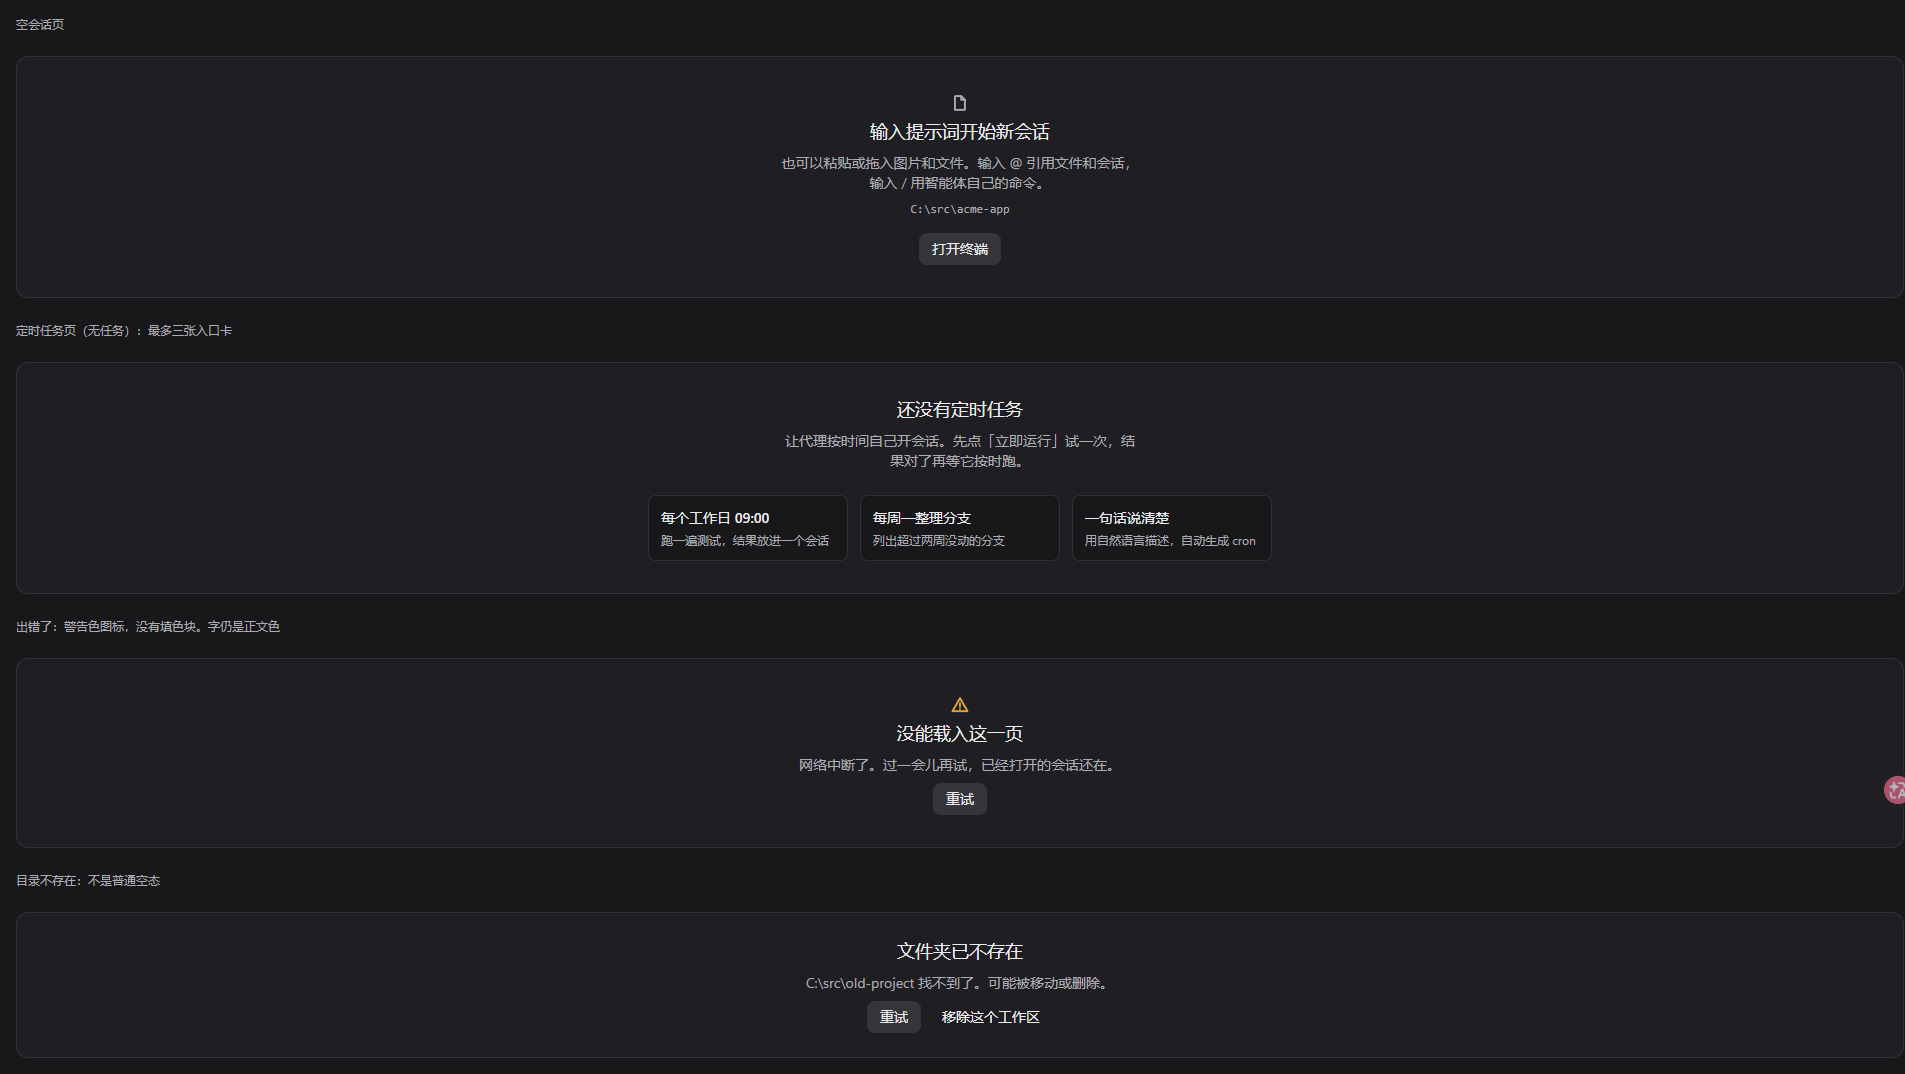 空会话页
输入提示词开始新会话
也可以粘贴或拖入图片和文件。输入 @ 引用文件和会话，
输入 / 用智能体自己的命令。
C:\src\acme-app
打开终端
定时任务页（无任务）：最多三张入口卡
还没有定时任务
让代理按时间自己开会话。先点「立即运行」试一次，结
果对了再等它按时跑。
每个工作日 09:00
跑一遍测试，结果放进一个会话
每周一整理分支
列出超过两周没动的分支
一句话说清楚
用自然语言描述，自动生成 cron
出错了：警告色图标，没有填色块。字仍是正文色
没能载入这一页
网络中断了。过一会儿再试，已经打开的会话还在。
重试
目录不存在：不是普通空态
文件夹已不存在
C:\src\old-project 找不到了。可能被移动或删除。
重试
移除这个工作区